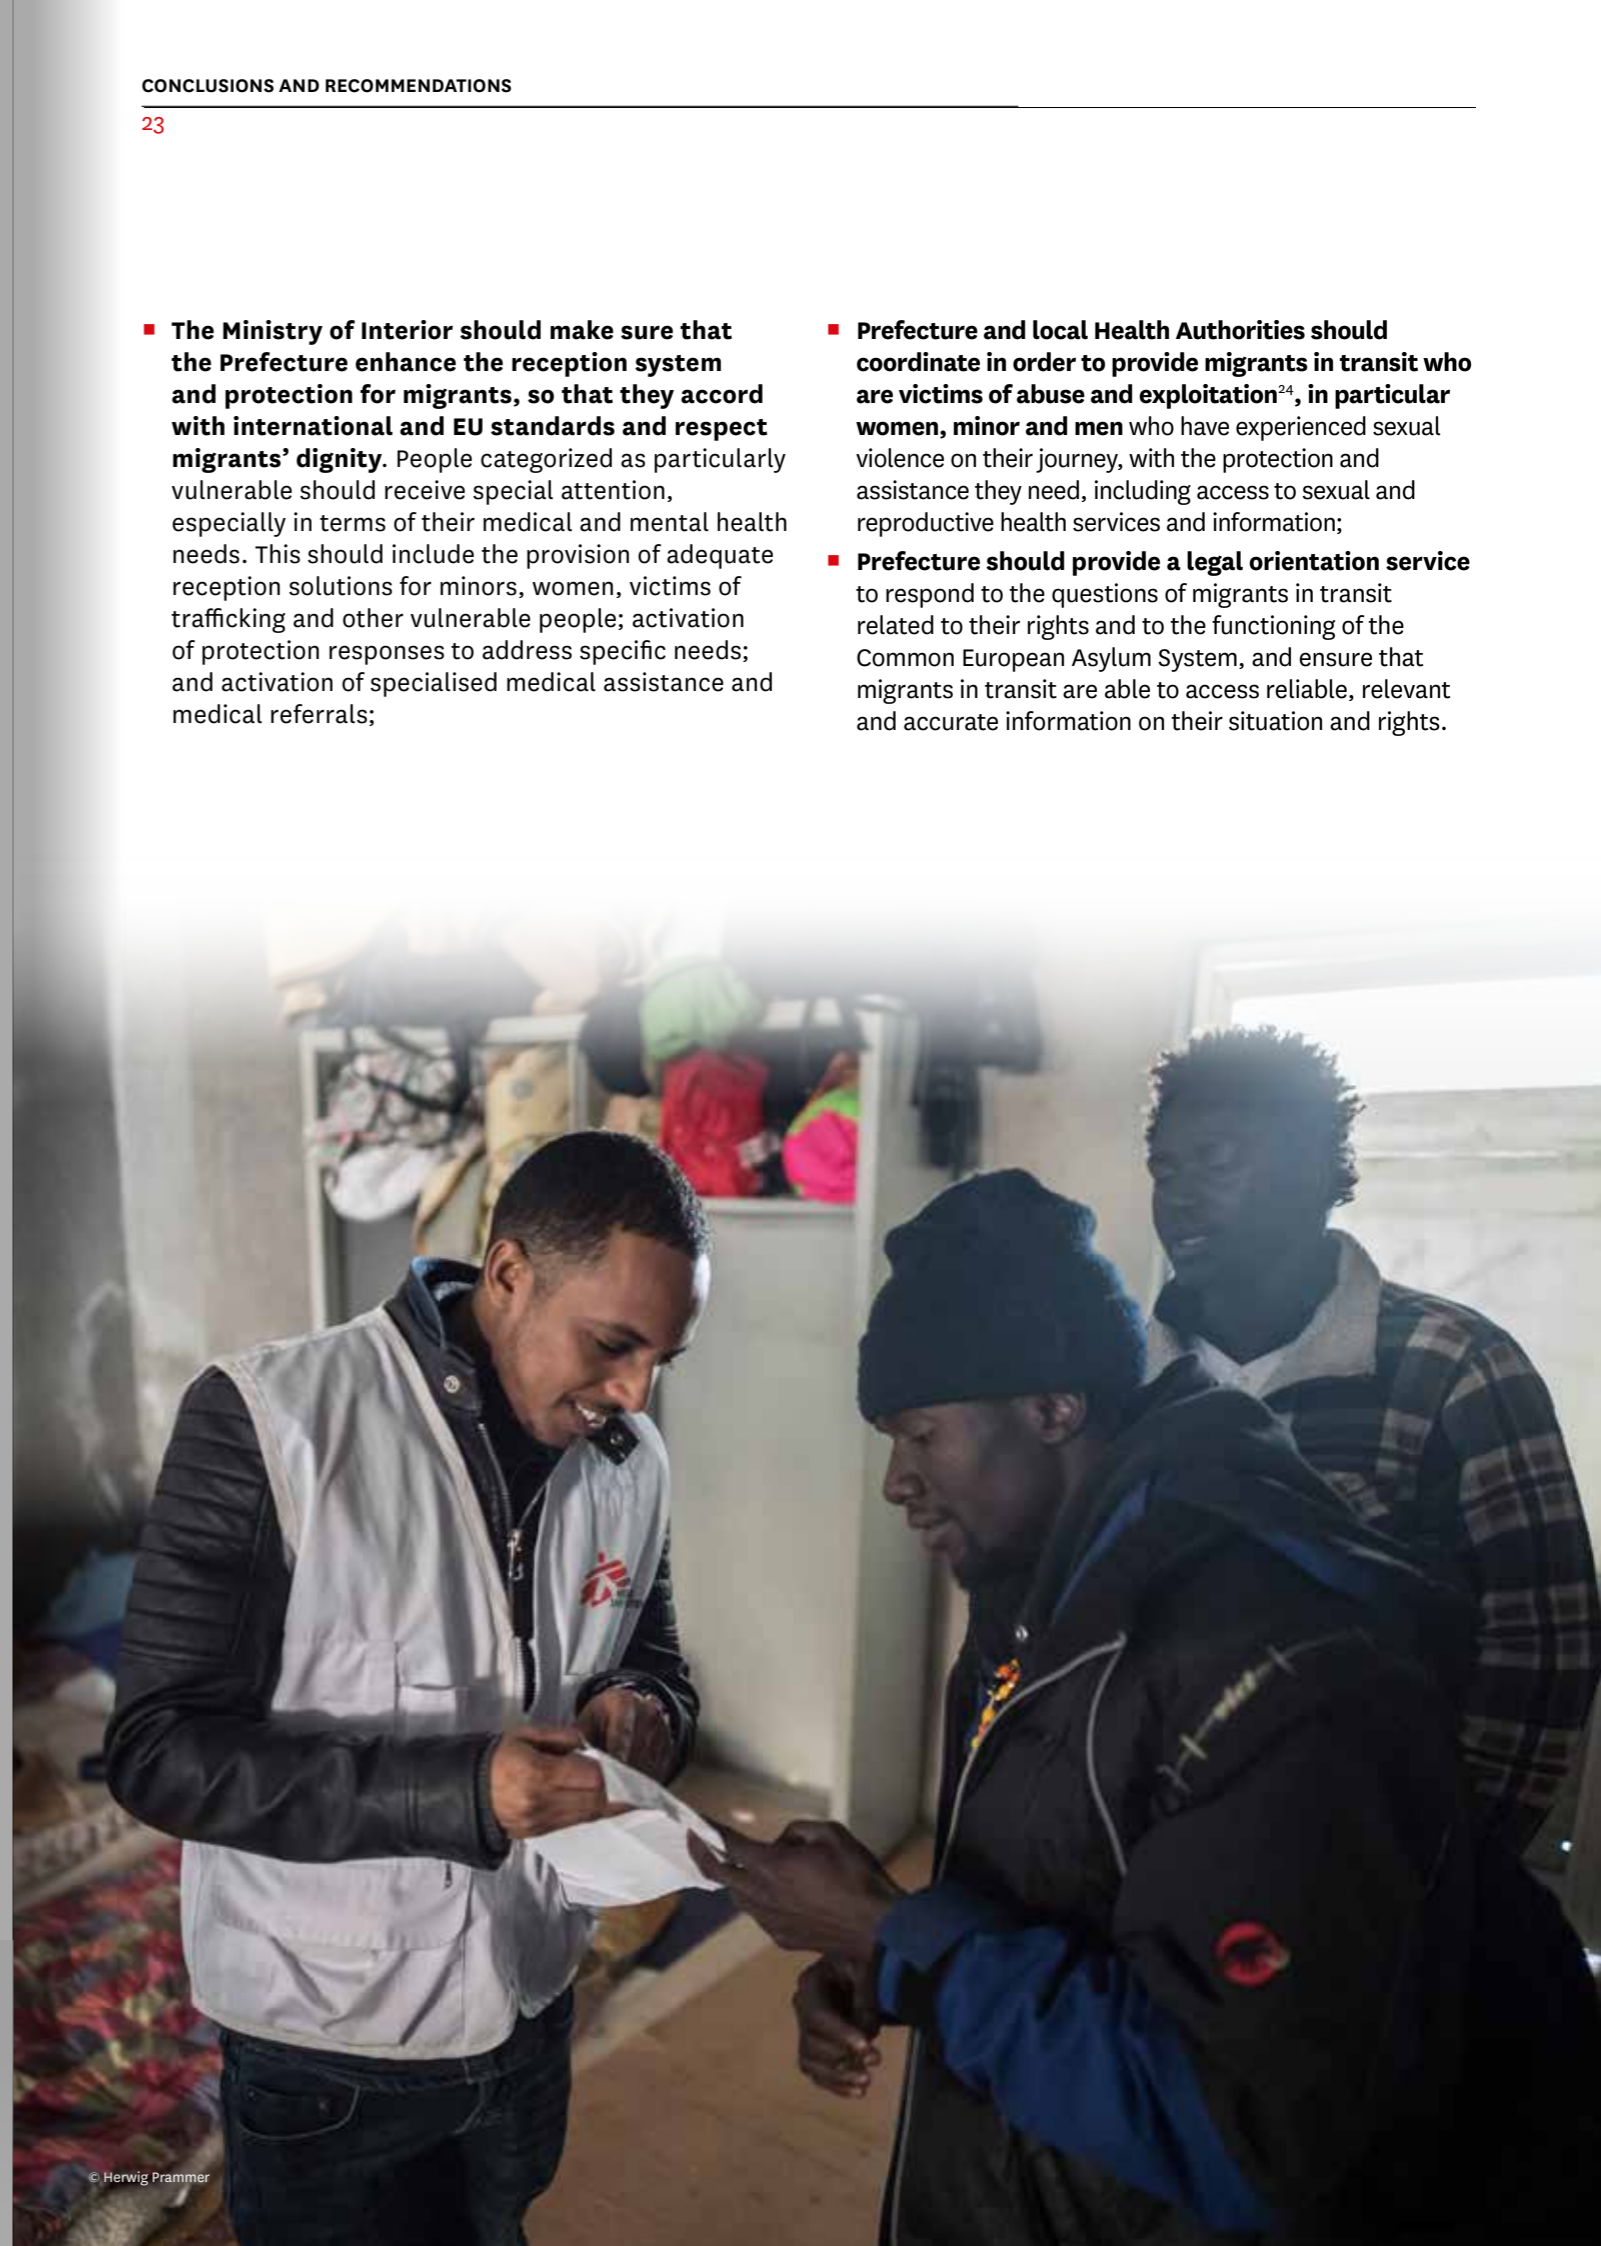 CONCLUSIONS AND RECOMMENDATIONS
23
The Ministry of Interior should make sure that
the Prefecture enhance the reception system
and protection for migrants, so that they accord
with international and EU standards and respect
migrants’ dignity. People categorized as particularly
vulnerable should receive special attention,
especially in terms of their medical and mental health
needs. This should include the provision of adequate
reception solutions for minors, women, victims of
trafficking and other vulnerable people; activation
of protection responses to address specific needs;
and activation of specialised medical assistance and
medical referrals;
Prefecture and local Health Authorities should
coordinate in order to provide migrants in transit who
are victims of abuse and exploitation24, in particular
women, minor and men who have experienced sexual
violence on their journey, with the protection and
assistance they need, including access to sexual and
reproductive health services and information;
Prefecture should provide a legal orientation service
to respond to the questions of migrants in transit
related to their rights and to the functioning of the
Common European Asylum System, and ensure that
migrants in transit are able to access reliable, relevant
and accurate information on their situation and rights.
© Herwig Prammer